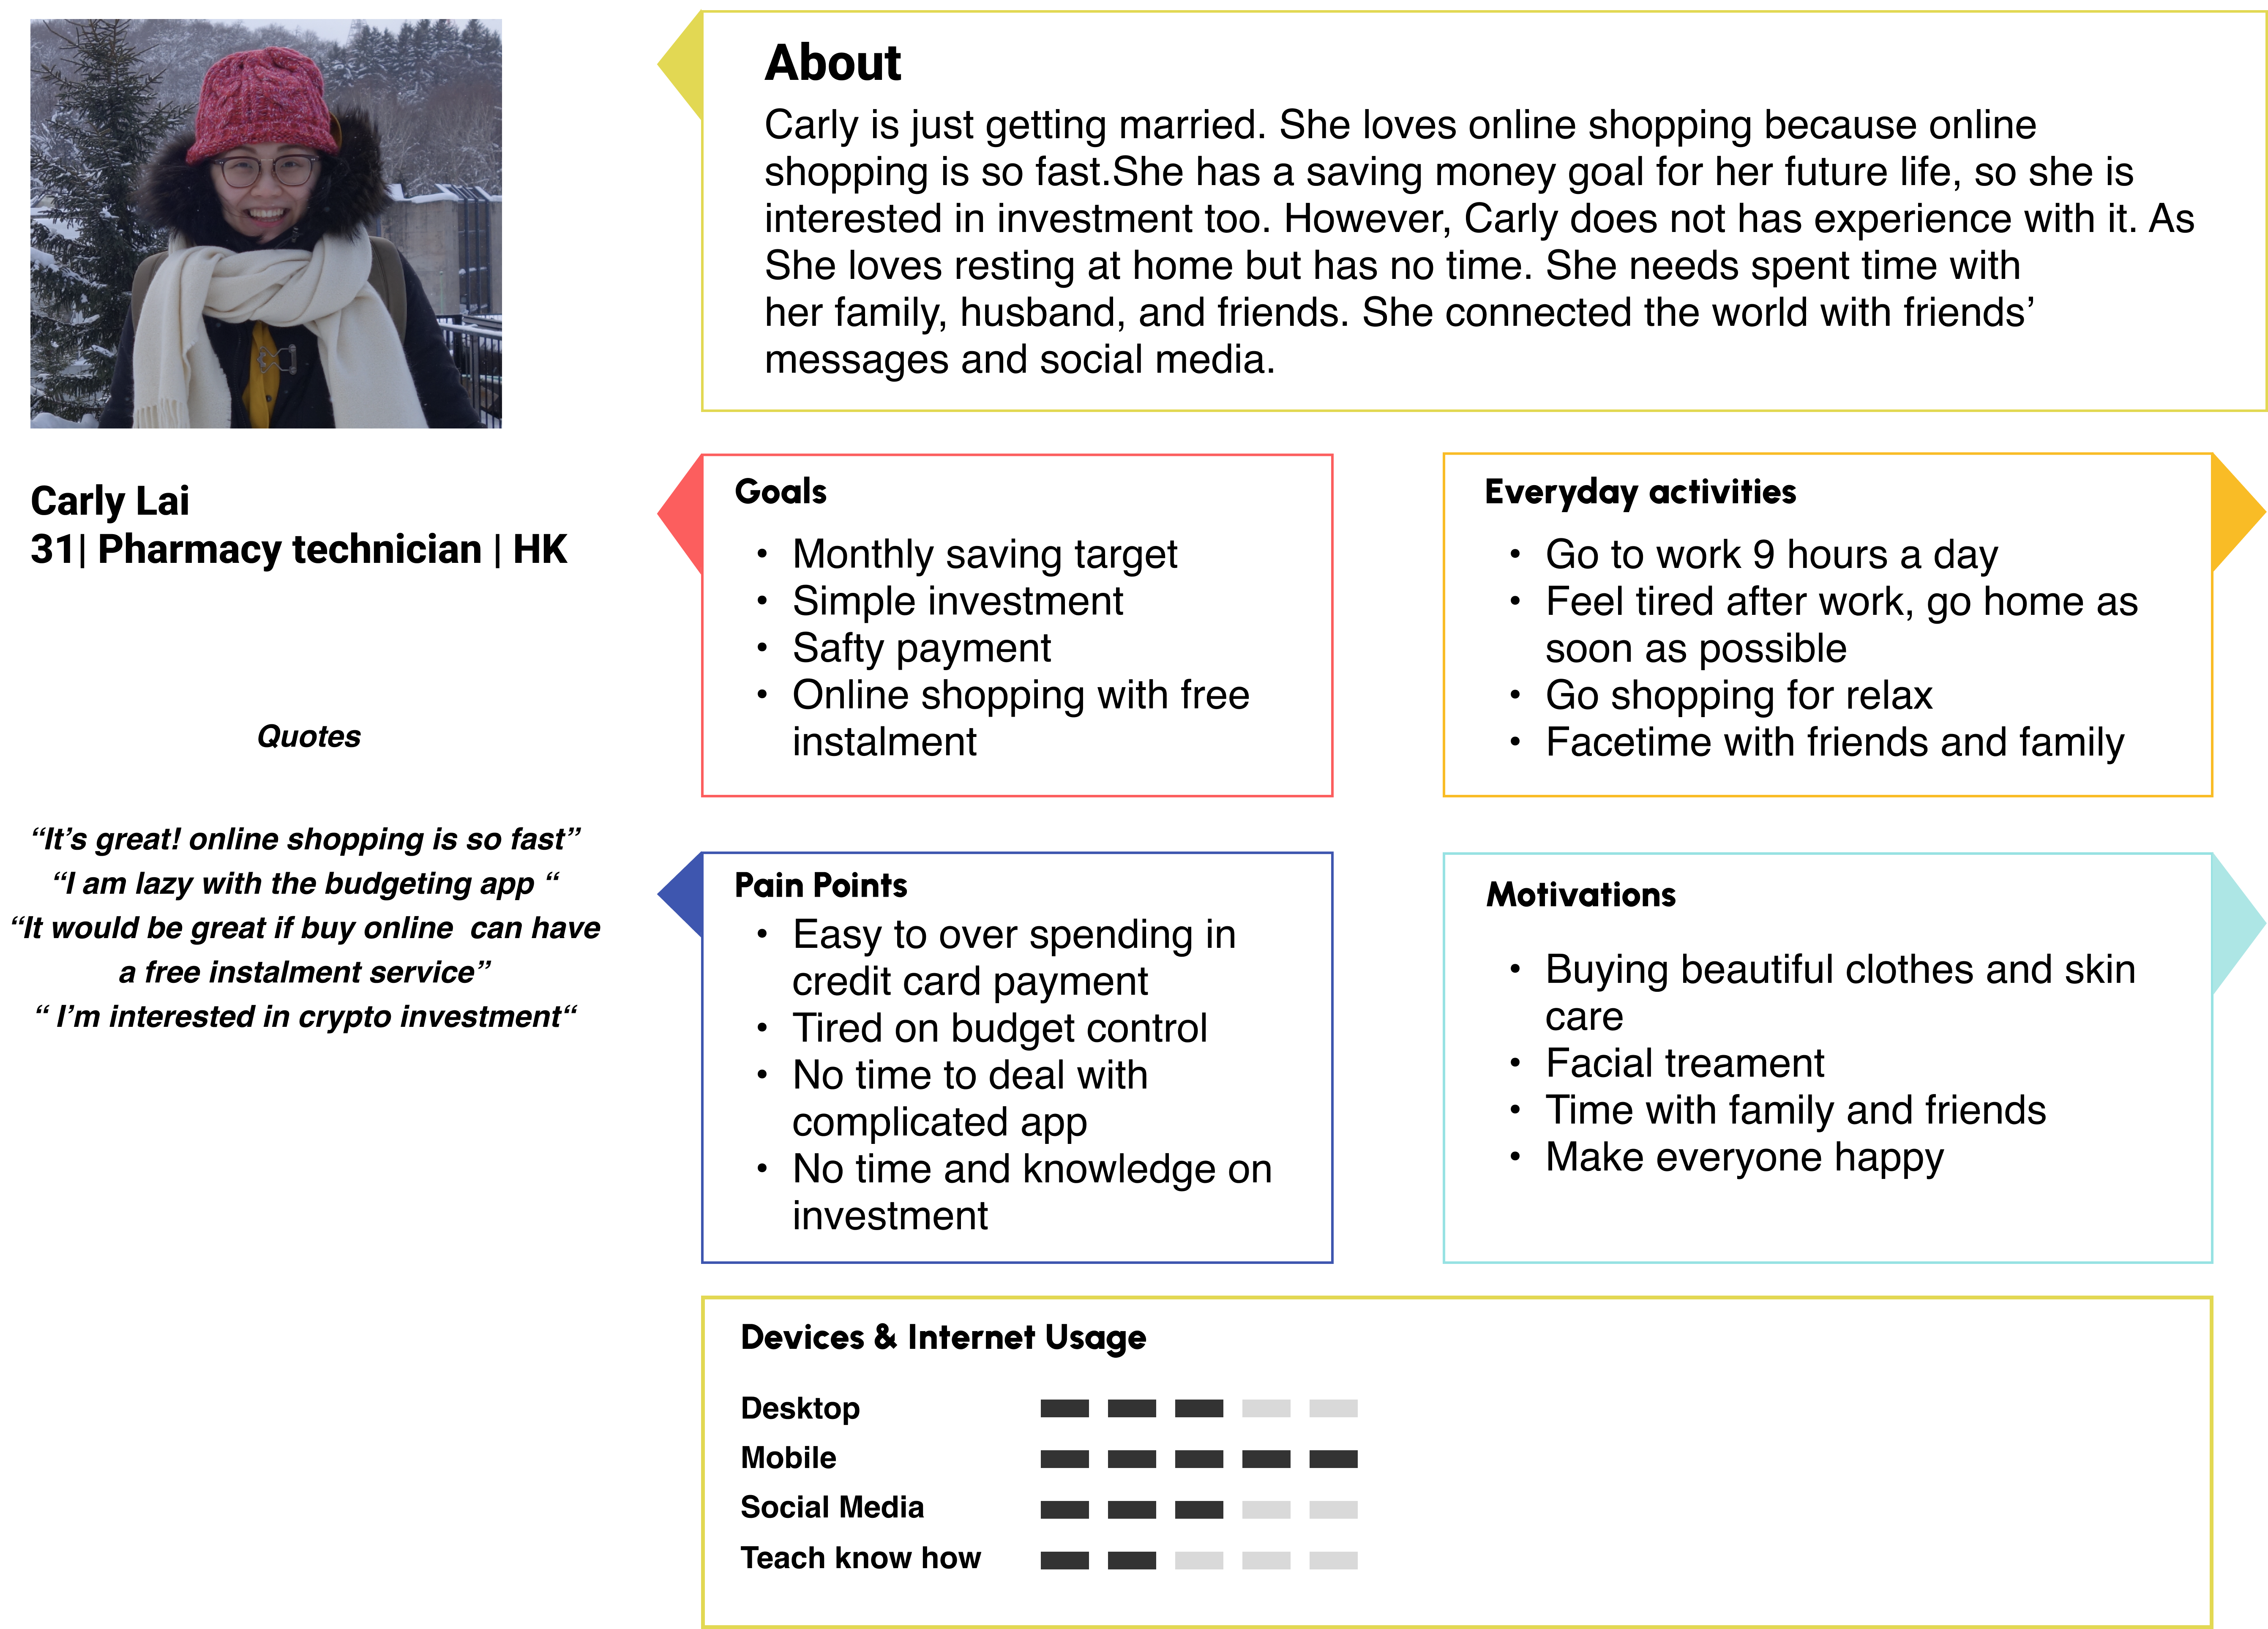 About
Carly is just getting married. She loves online shopping because online
shopping is so fast.She has a saving money goal for her future life, so she is
interested in investment too. However, Carly does not has experience with it. As
She loves resting at home but has no time. She needs spent time with
her family, husband, and friends. She connected the world with friends’
messages and social media.
Carly Lai
31| Pharmacy technician | HK
Quotes
“It’s great! online shopping is so fast”
“I am lazy with the budgeting app “
“It would be great if buy online  can have
a free instalment service”
“ I’m interested in crypto investment“
Goals
• Monthly saving target
• Simple investment
• Safty payment
• Online shopping with free
instalment
Everyday activities
• Go to work 9 hours a day
• Feel tired after work, go home as
soon as possible
• Go shopping for relax
• Facetime with friends and family
Pain Points
• Easy to over spending in
credit card payment
• Tired on budget control
• No time to deal with
complicated app
• No time and knowledge on
investment
Motivations
• Buying beautiful clothes and skin
care
• Facial treament
• Time with family and friends
• Make everyone happy
Devices & Internet Usage
Desktop
Mobile
Social Media
Teach know how